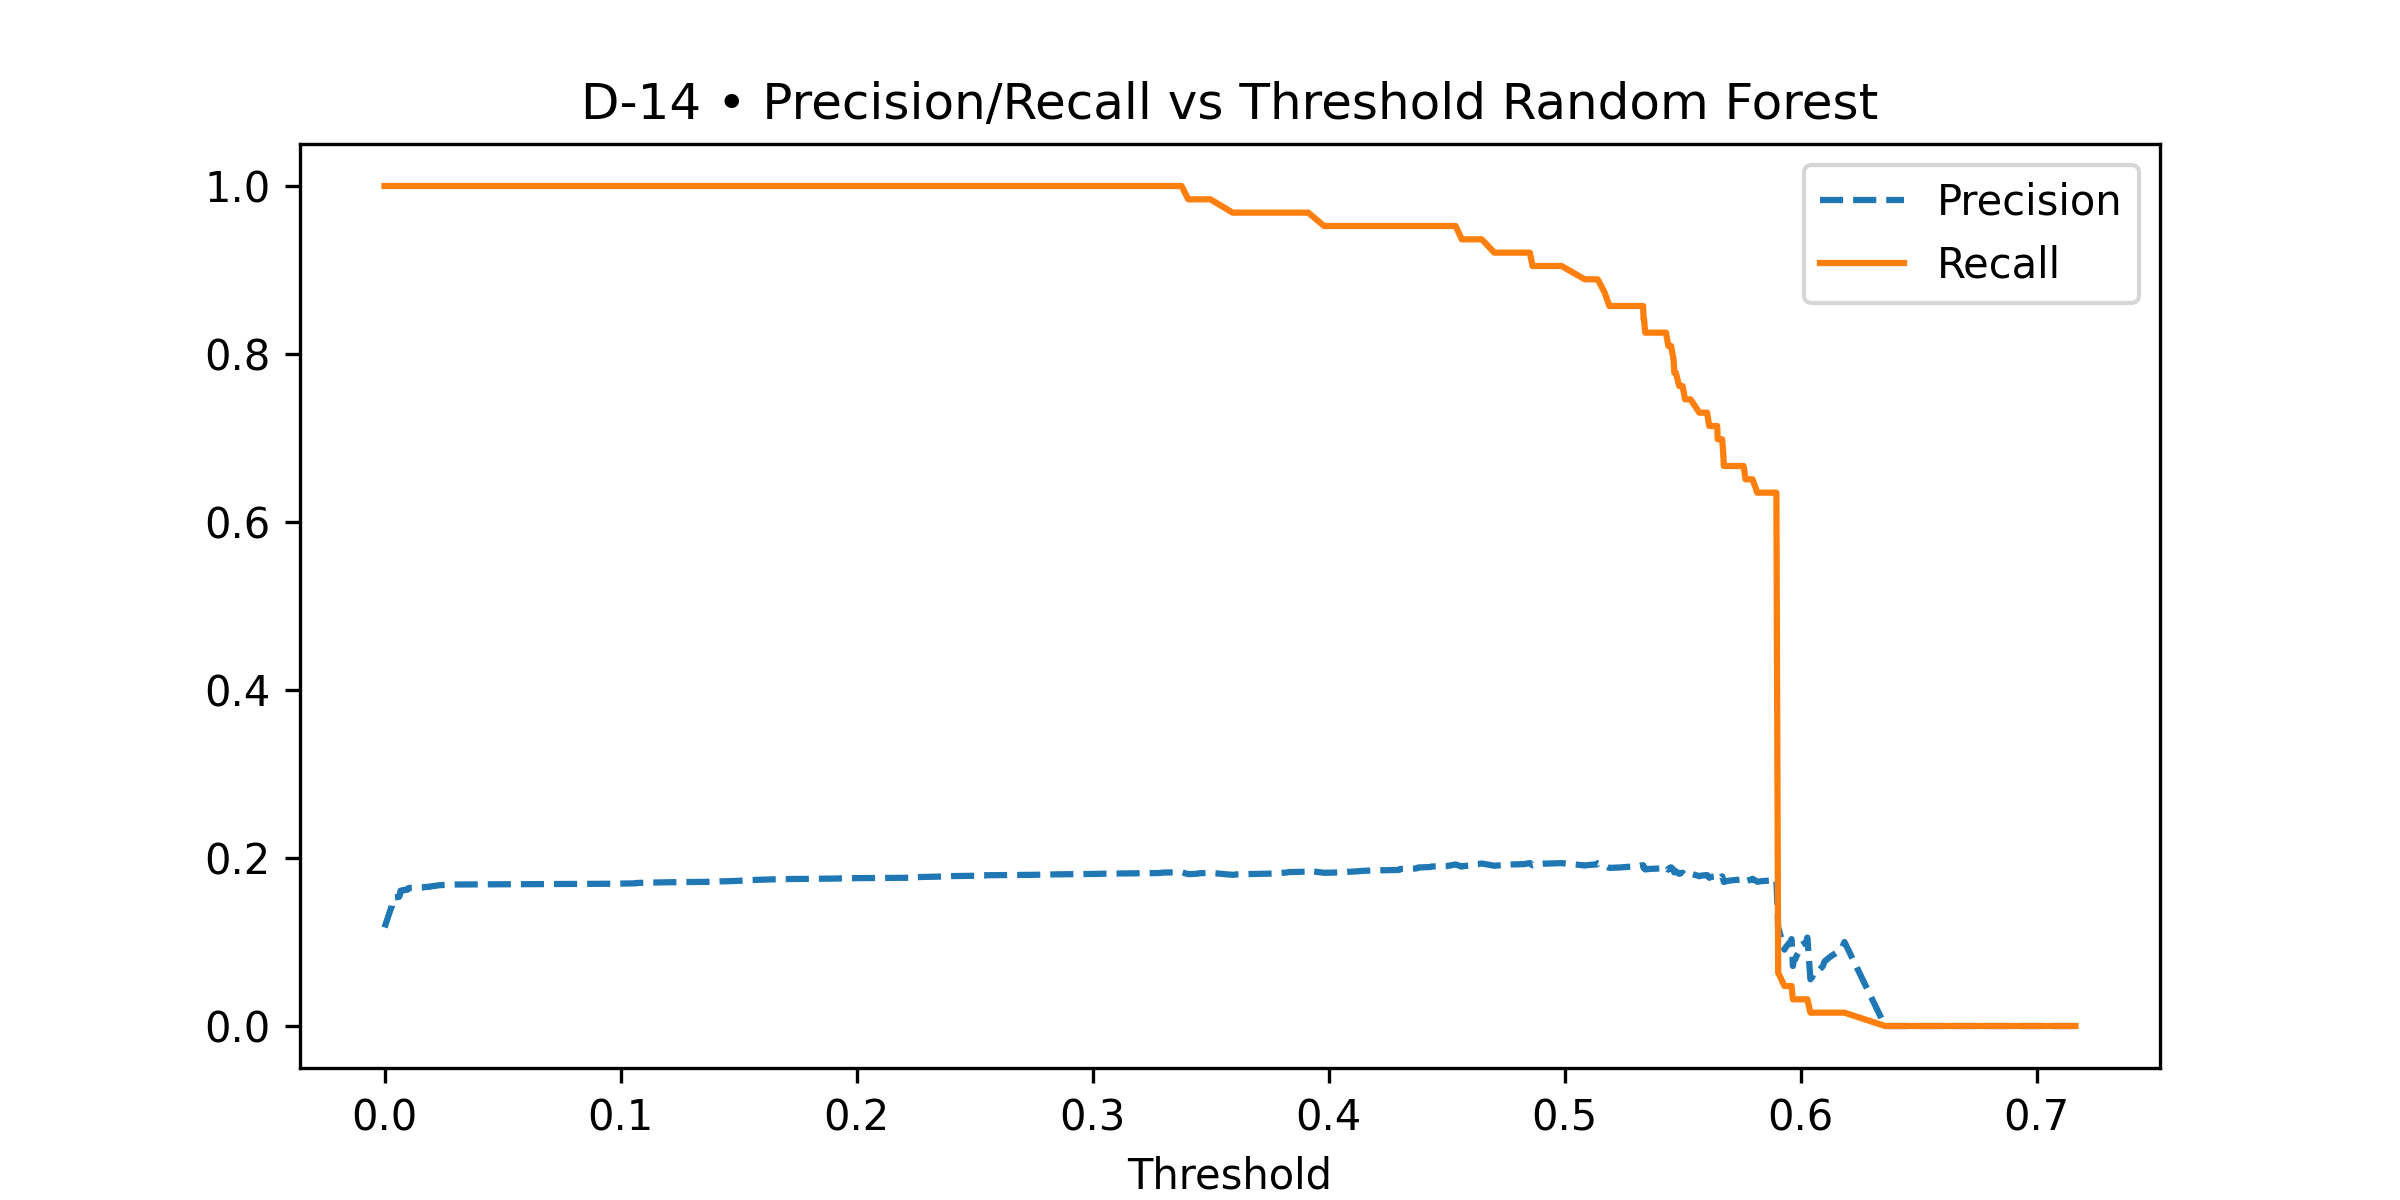 D-14 • Precision/Recall vs Threshold Random Forest
Precision
Recall
1.0
0.8
0.6
0.4
0.2
0.0
0.0 0.1 0.2 0.3 0.4 0.5 0.6 0.7
Threshold